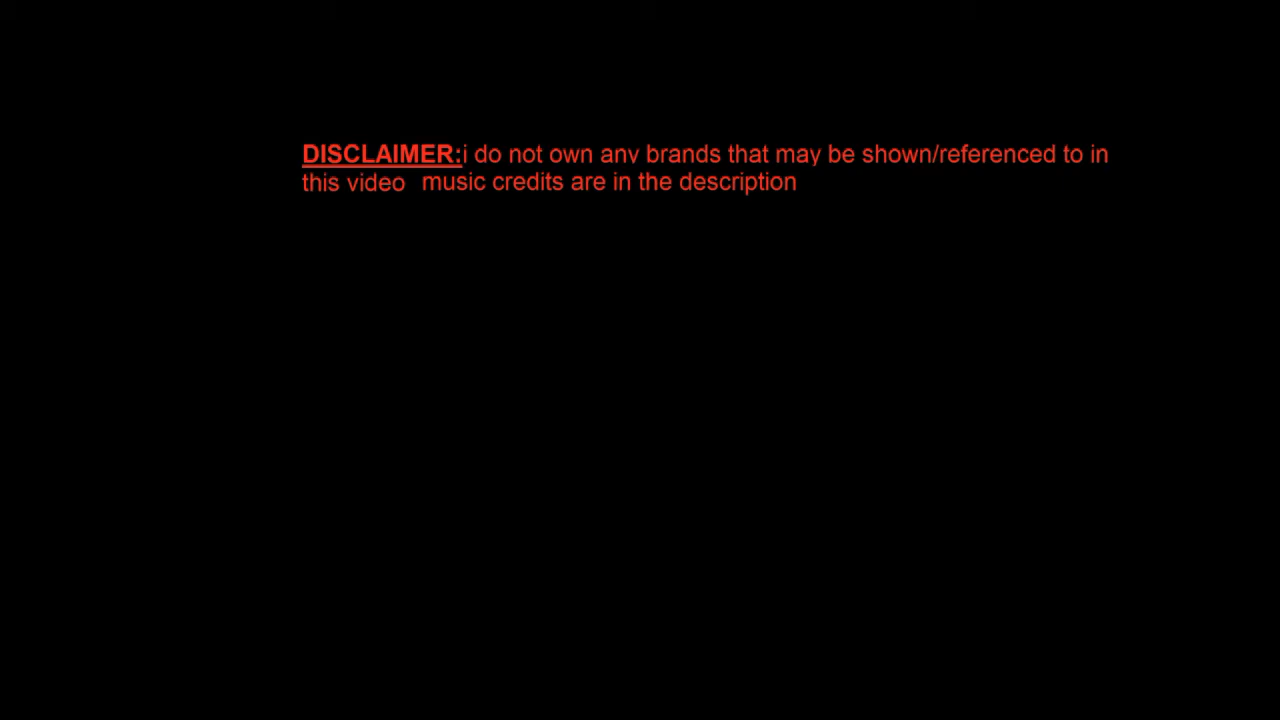 DISCLAIMER:i do not own any brands that may be shown/referenced to in
this video music credits are in the description